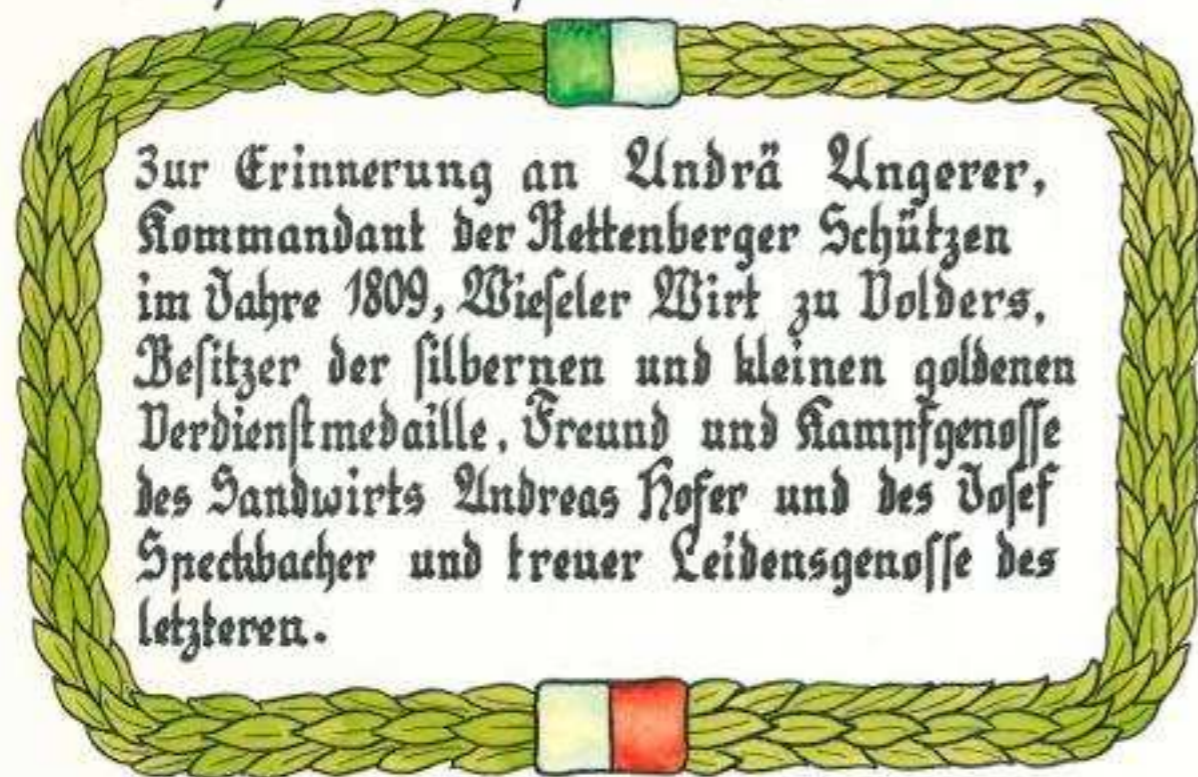 Zur Erinnerung an Andrä Angerer,
Kommandant der Rettenberger Schützen
im Jahre 1809, Wieseler Wirt zu Volders,
Besitzer der silbernen und kleinen goldenen
Verdienstmedaille, Freund und Kampfgenosse
des Sandwirts Andreas Hofer und des Josef
Speckbacher und treuer Leidensgenosse des
letzteren.